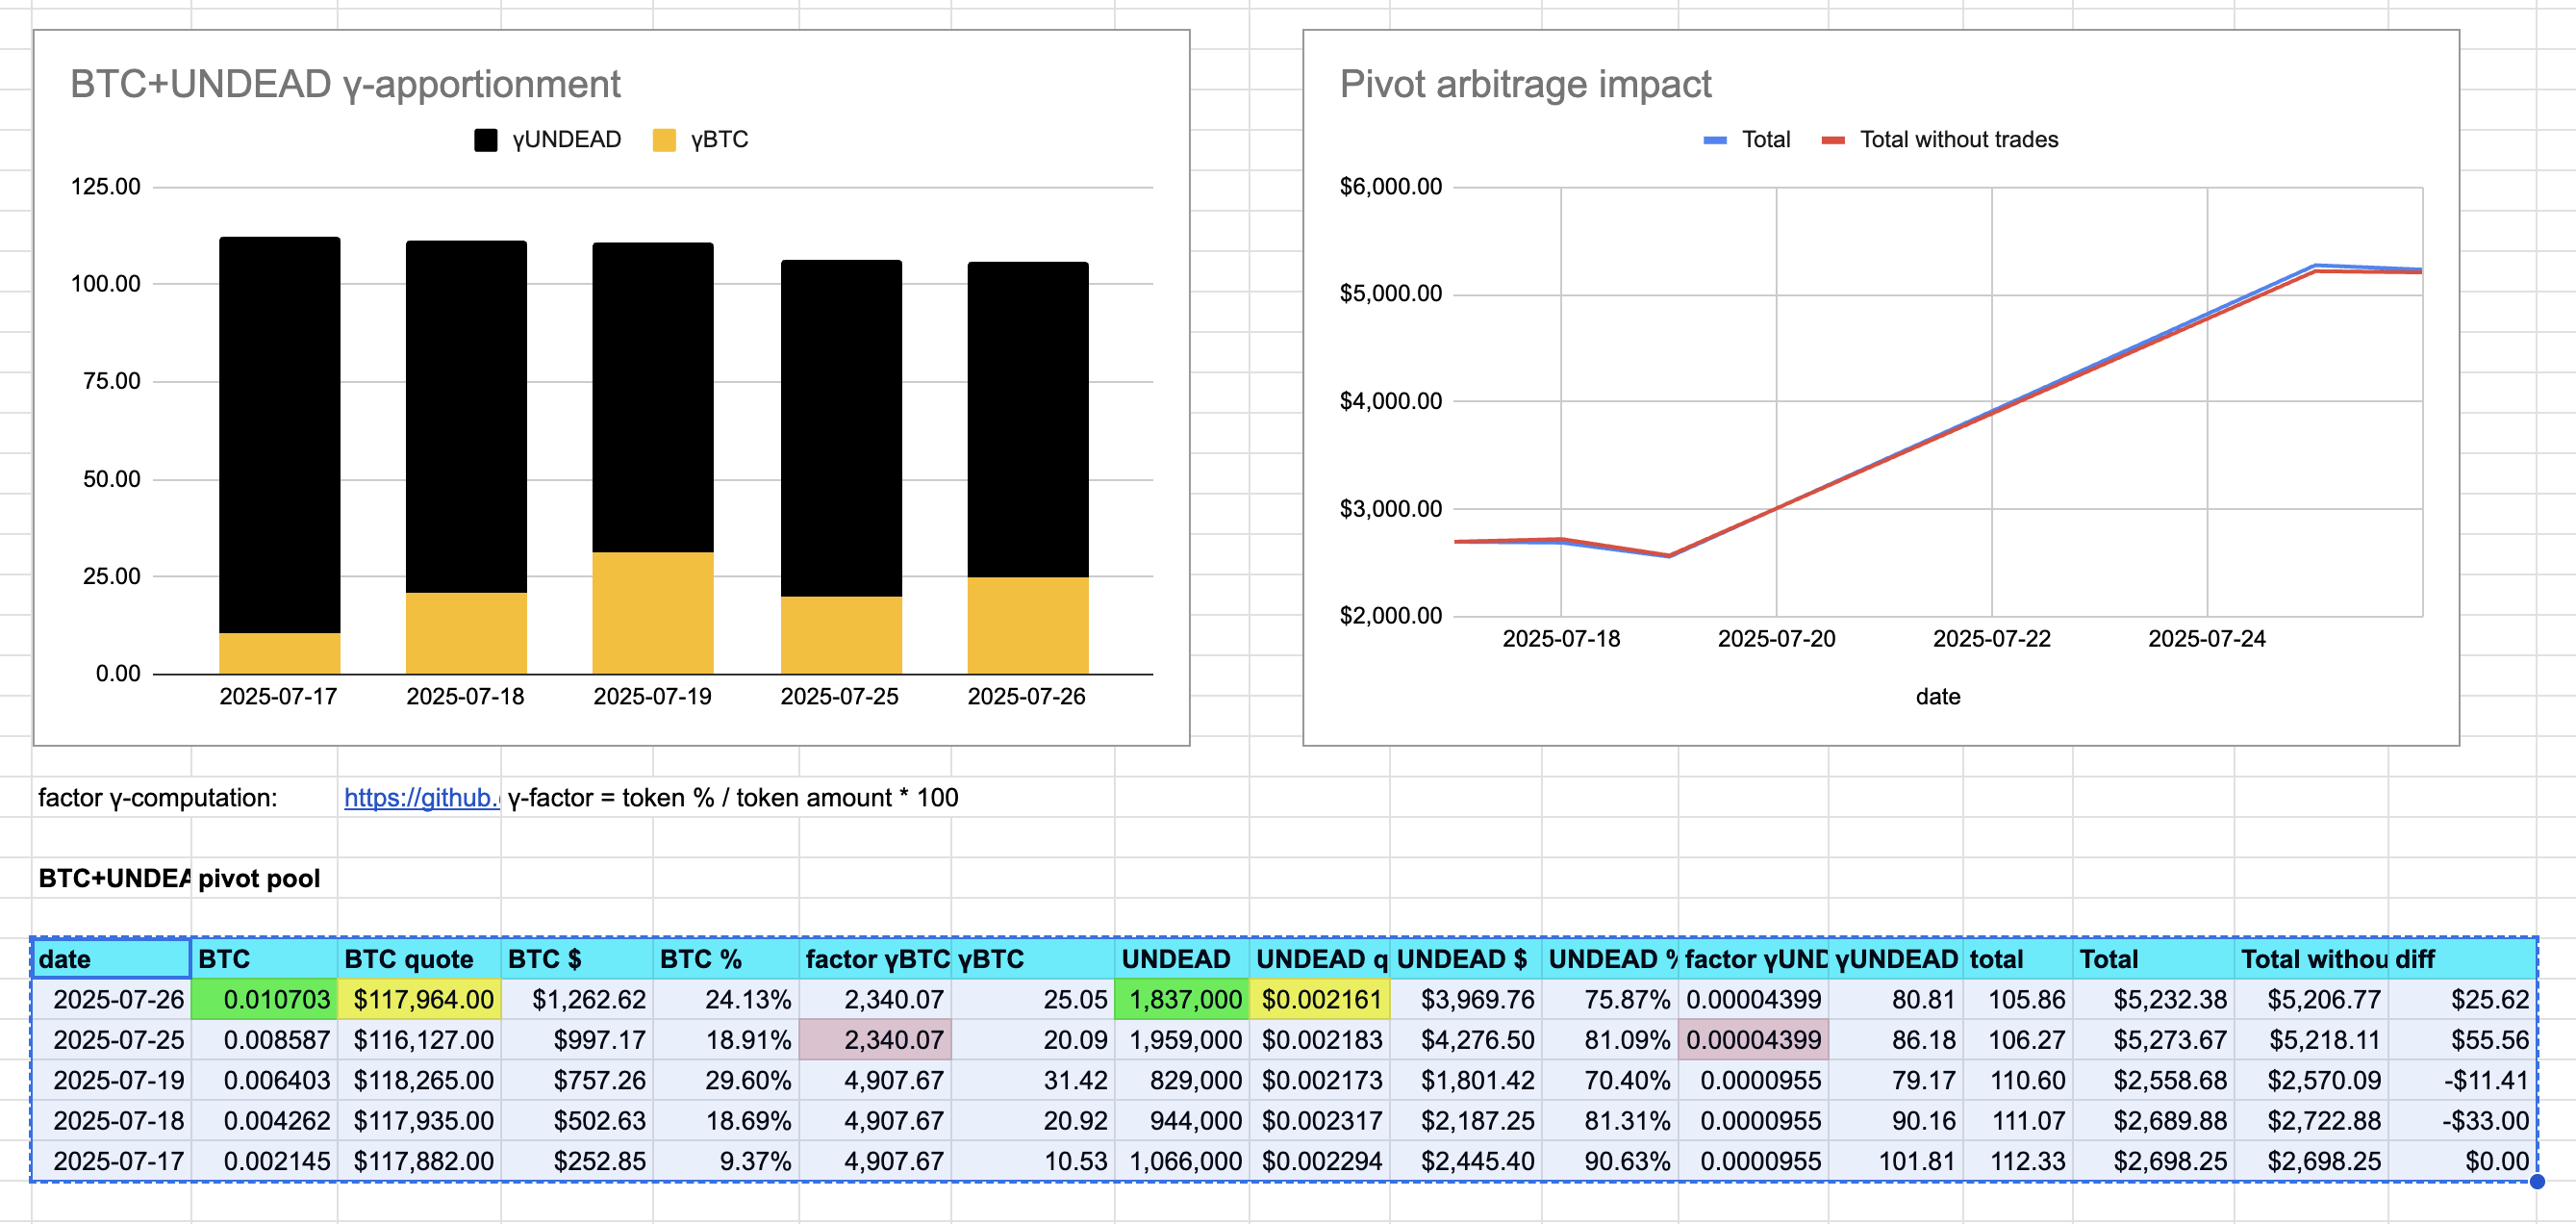 BTC+UNDEAD γ-apportionment
γUNDEAD γBTC
125.00
100.00
75.00
50.00
25.00
0.00
2025-07-17 2025-07-18 2025-07-19 2025-07-25 2025-07-26
Pivot arbitrage impact
Total Total without trades
$6,000.00
$5,000.00
$4,000.00
$3,000.00
$2,000.00
2025-07-18 2025-07-20 2025-07-22 2025-07-24
date
factor γ-computation: https://github. γ-factor = token % / token amount * 100
BTC+UNDEA pivot pool
date BTC BTC quote BTC $ BTC % factor γBTC γBTC UNDEAD UNDEAD q UNDEAD $ UNDEAD % factor γUND γUNDEAD total Total Total withou diff
2025-07-26 0.010703 $117,964.00 $1,262.62 24.13% 2,340.07 25.05 1,837,000 $0.002161 $3,969.76 75.87% 0.00004399 80.81 105.86 $5,232.38 $5,206.77 $25.62
2025-07-25 0.008587 $116,127.00 $997.17 18.91% 2,340.07 20.09 1,959,000 $0.002183 $4,276.50 81.09% 0.00004399 86.18 106.27 $5,273.67 $5,218.11 $55.56
2025-07-19 0.006403 $118,265.00 $757.26 29.60% 4,907.67 31.42 829,000 $0.002173 $1,801.42 70.40% 0.0000955 79.17 110.60 $2,558.68 $2,570.09 -$11.41
2025-07-18 0.004262 $117,935.00 $502.63 18.69% 4,907.67 20.92 944,000 $0.002317 $2,187.25 81.31% 0.0000955 90.16 111.07 $2,689.88 $2,722.88 -$33.00
2025-07-17 0.002145 $117,882.00 $252.85 9.37% 4,907.67 10.53 1,066,000 $0.002294 $2,445.40 90.63% 0.0000955 101.81 112.33 $2,698.25 $2,698.25 $0.00